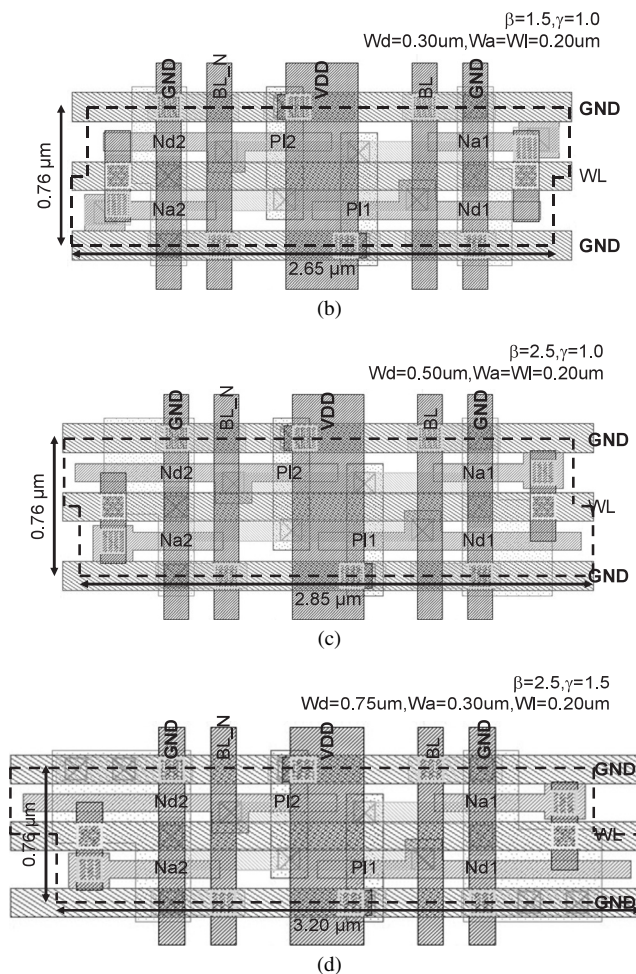 β=1.5,γ=1.0
Wd=0.30um,Wa=Wl=0.20um
GND
BL_N
VDD
BL
GND
GND
Nd2
Pl2
Na1
0.76 µm
WL
Na2
Pl1
Nd1
GND
2.65 µm
(b)
β=2.5,γ=1.0
Wd=0.50um,Wa=Wl=0.20um
GND
BL_N
VDD
BL
GND
GND
Nd2
Pl2
Na1
0.76 µm
WL
Na2
Pl1
Nd1
GND
2.85 µm
(c)
β=2.5,γ=1.5
Wd=0.75um,Wa=0.30um,Wl=0.20um
GND
BL_N
VDD
BL
GND
GND
Nd2
Pl2
Na1
0.76 µm
WL
Na2
Pl1
Nd1
GND
3.20 µm
(d)